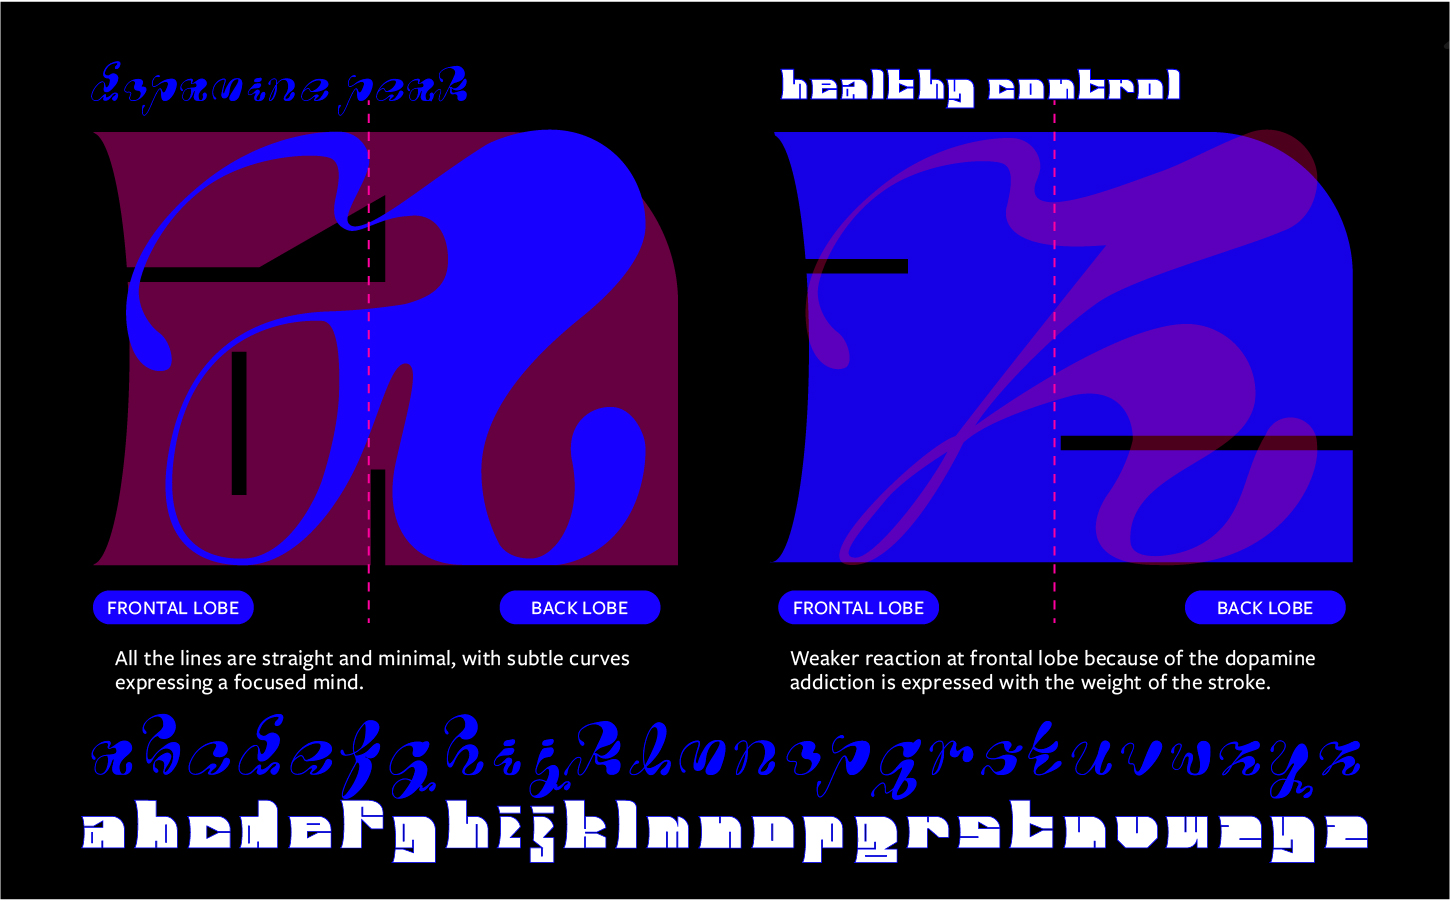 dopamine peak
healthy control
FRONTAL LOBE
BACK LOBE
FRONTAL LOBE
BACK LOBE
All the lines are straight and minimal, with subtle curves
expressing a focused mind.
Weaker reaction at frontal lobe because of the dopamine
addiction is expressed with the weight of the stroke.
abcdefghijklmnopqrstuvwxyz
abcdefghijklmnopqrstuvwxyz